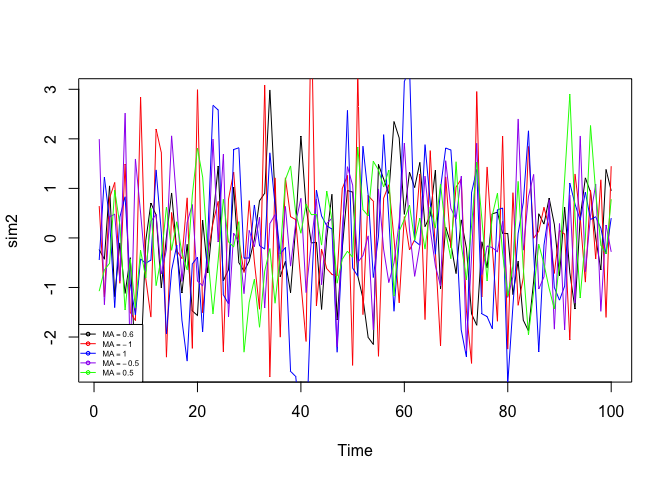 3
2
1
0
-1
-2
sim2
MA = 0.6
MA = −1
MA = 1
MA = −0.5
MA = 0.5
0 20 40 60 80 100
Time